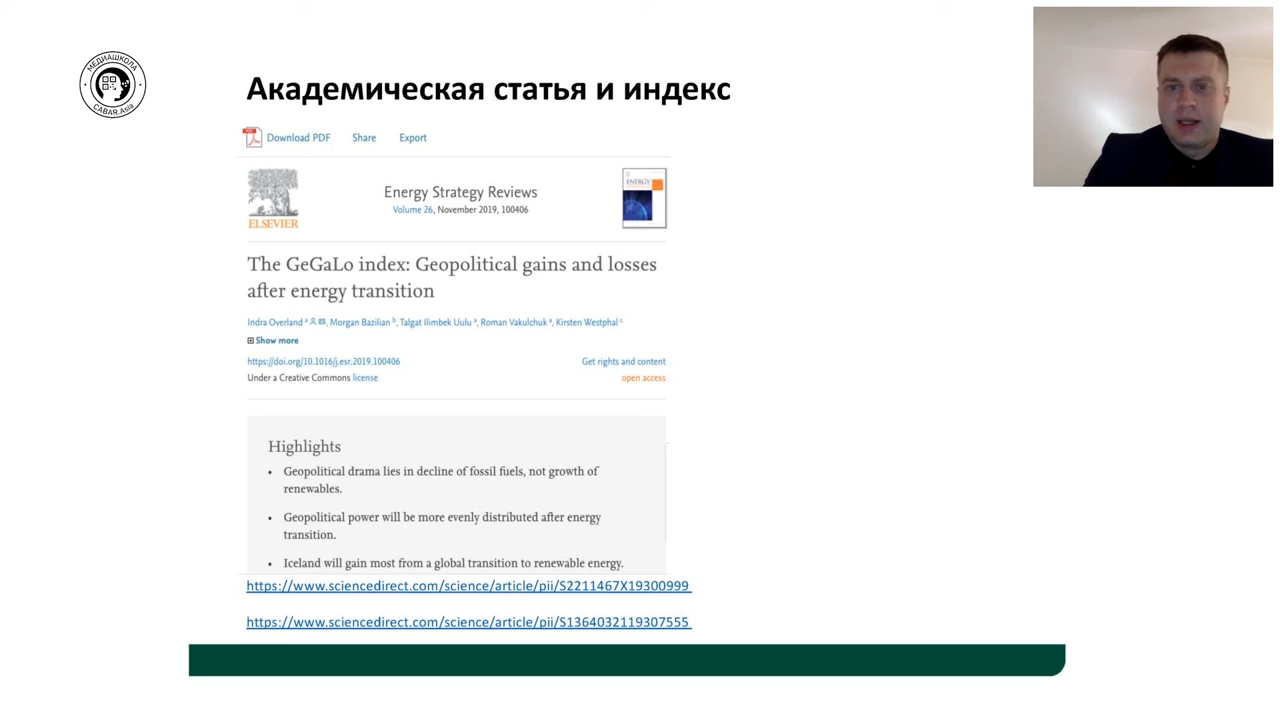 МЕДИАШКОЛА
CABAR.Asia
Академическая статья и индекс
PDF
Download PDF Share Export
ELSEVIER
Energy Strategy Reviews
Volume 26, November 2019, 100406
ENERGY
The GeGaLo index: Geopolitical gains and losses
after energy transition
Indra Overland a, Morgan Bazilian b, Talgat Ilimbek Uulu a, Roman Vakulchuk a, Kirsten Westphal c
Show more
https://doi.org/10.1016/j.esr.2019.100406 Get rights and content
Under a Creative Commons license open access
Highlights
• Geopolitical drama lies in decline of fossil fuels, not growth of
renewables.
• Geopolitical power will be more evenly distributed after energy
transition.
• Iceland will gain most from a global transition to renewable energy.
https://www.sciencedirect.com/science/article/pii/S2211467X19300999
https://www.sciencedirect.com/science/article/pii/S1364032119307555